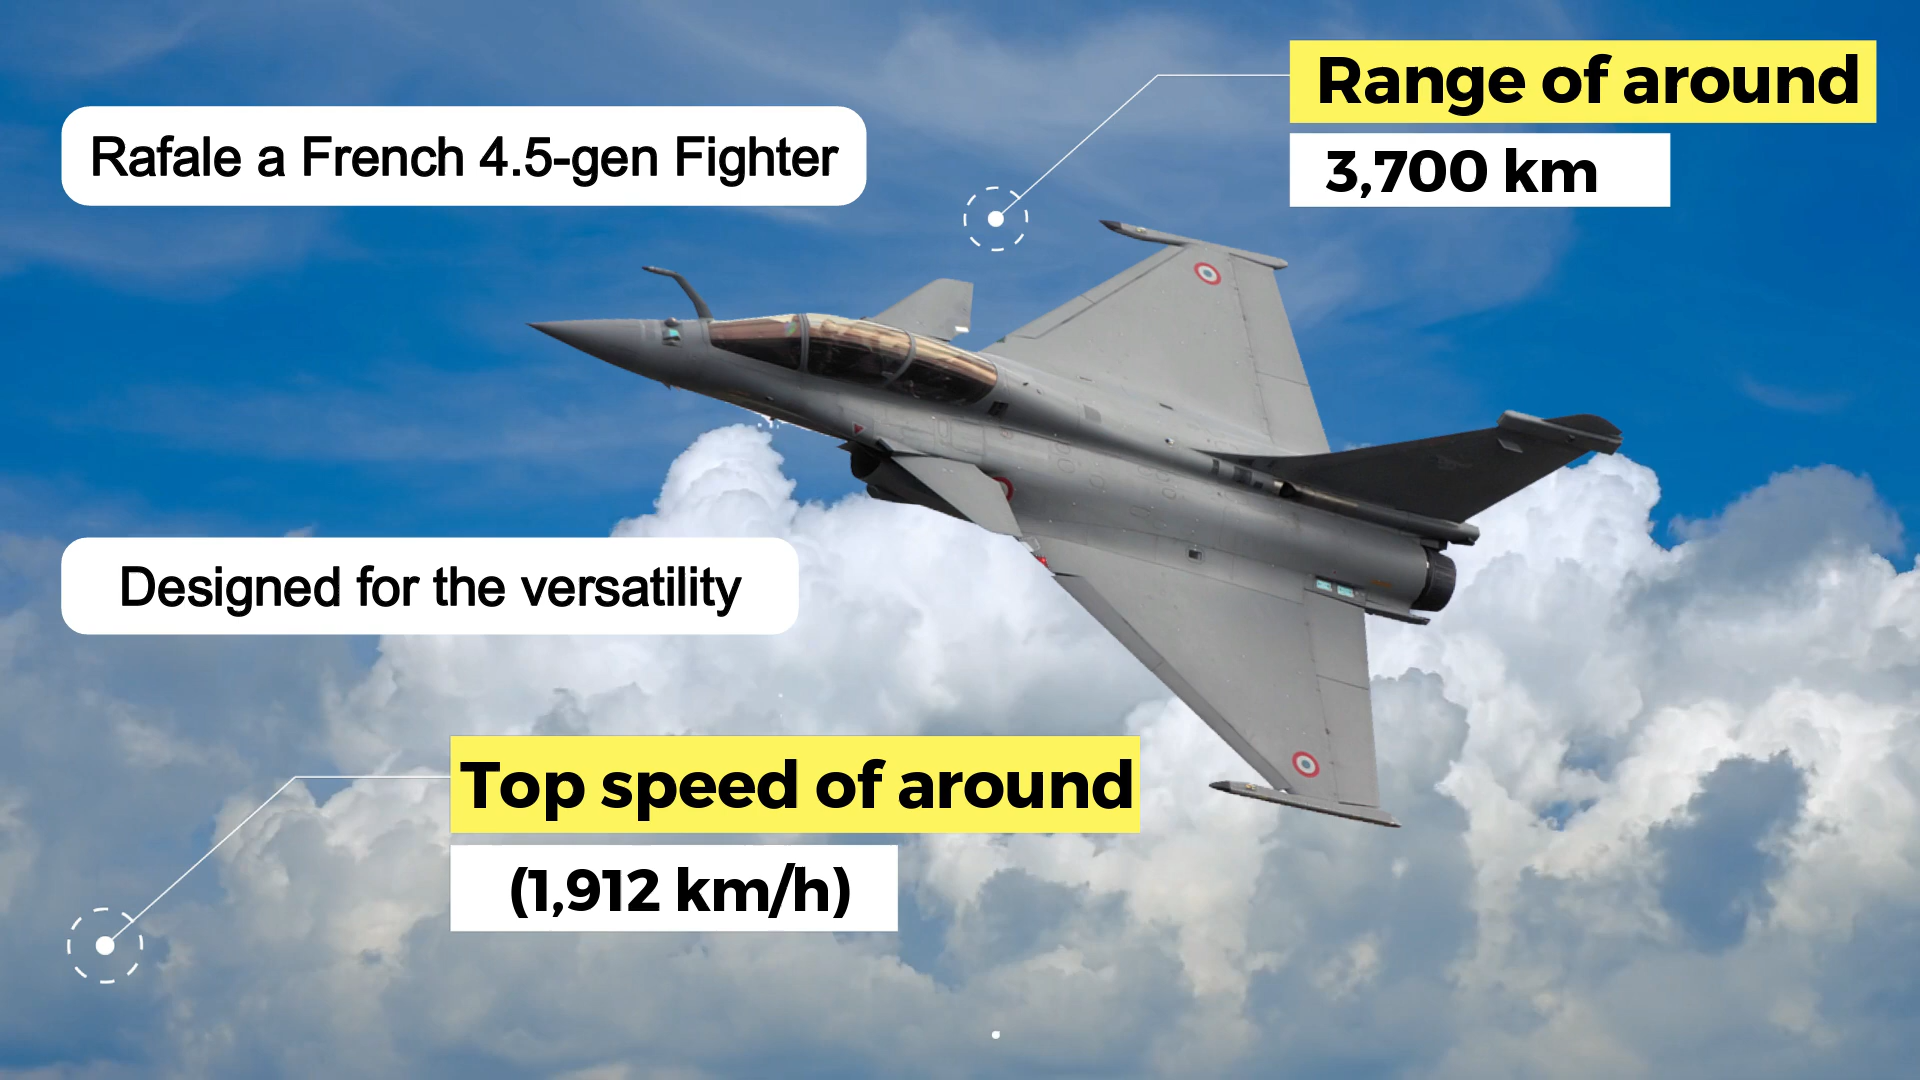 Range of around
3,700 km
Rafale a French 4.5-gen Fighter
Designed for the versatility
Top speed of around
(1,912 km/h)